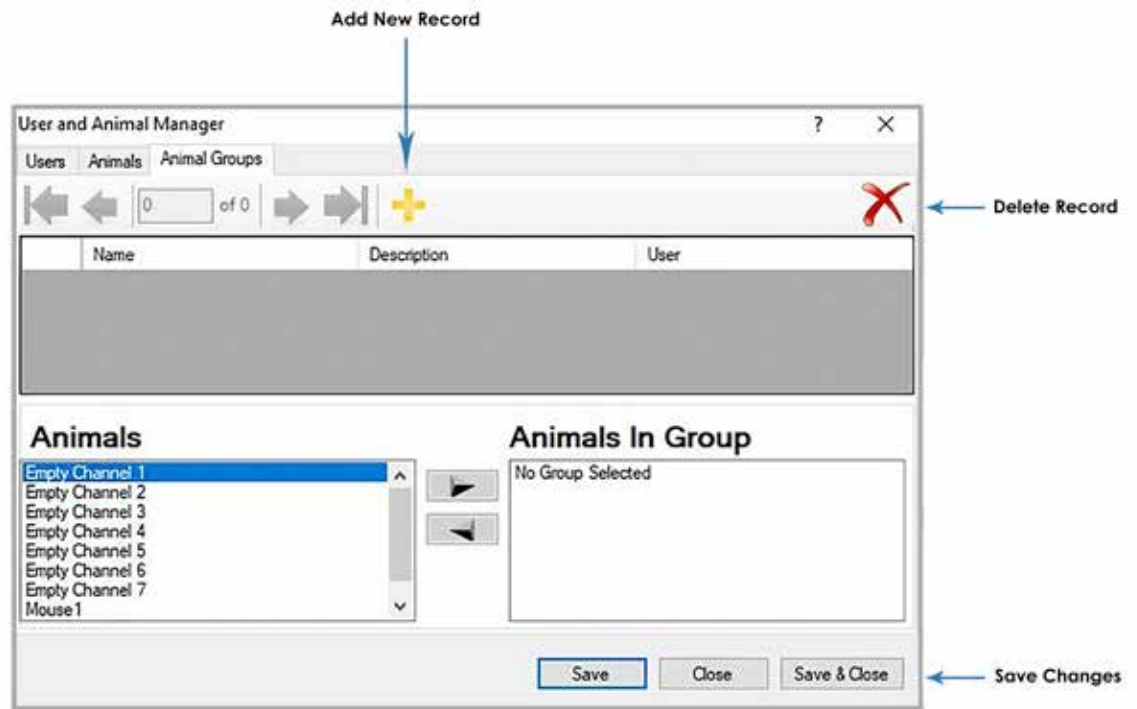 Add New Record
User and Animal Manager ? X
Users Animals Animal Groups
0 of 0
Delete Record
Name Description User
Animals Animals In Group
Empty Channel 1 No Group Selected
Empty Channel 2
Empty Channel 3
Empty Channel 4
Empty Channel 5
Empty Channel 6
Empty Channel 7
Mouse1
Save Close Save & Close Save Changes